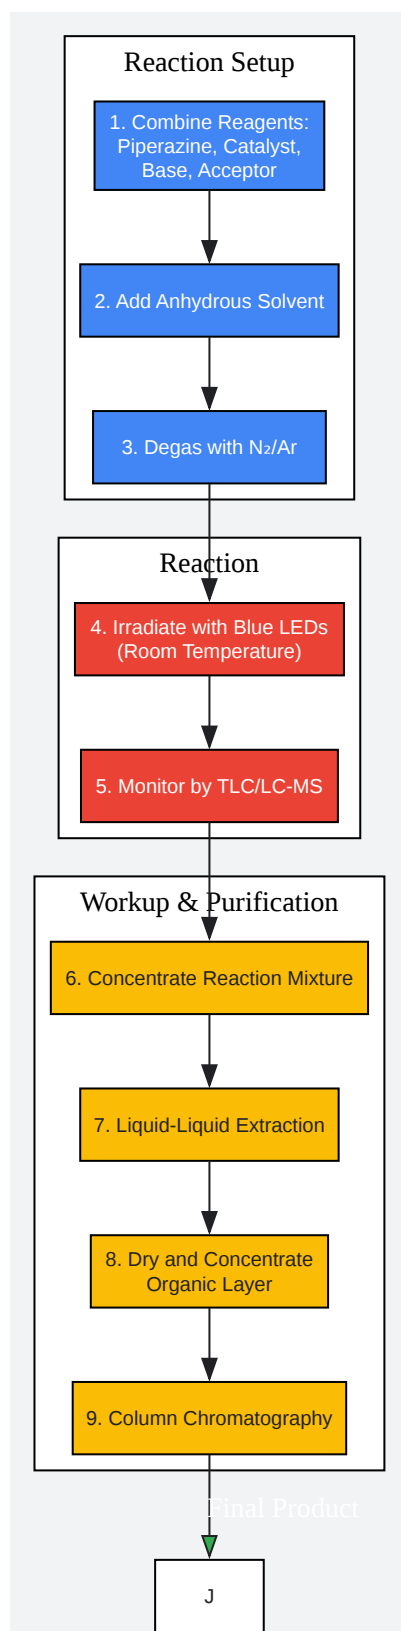 Reaction Setup
1. Combine Reagents:
Piperazine, Catalyst,
Base, Acceptor
2. Add Anhydrous Solvent
3. Degas with N₂/Ar
Reaction
4. Irradiate with Blue LEDs
(Room Temperature)
5. Monitor by TLC/LC-MS
Workup & Purification
6. Concentrate Reaction Mixture
7. Liquid-Liquid Extraction
8. Dry and Concentrate
Organic Layer
9. Column Chromatography
Final Product
J